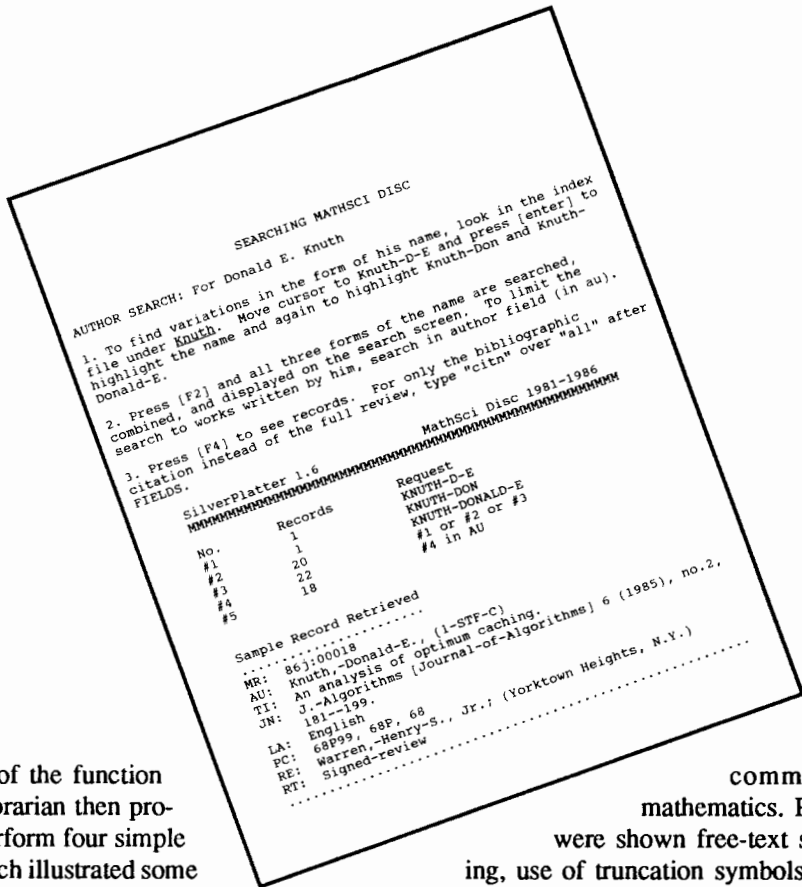 SEARCHING MATHSCI DISC
AUTHOR SEARCH: For Donald E. Knuth
1. To find variations in the form of his name, look in the index
file under Knuth. Move cursor to Knuth-D-E and press [enter] to
highlight the name and again to highlight Knuth-Don and Knuth-
Donald-E.
2. Press [F2] and all three forms of the name are searched,
combined, and displayed on the search screen. To limit the
search to works written by him, search in author field (in au).
3. Press [F4] to see records. For only the bibliographic
citation instead of the full review, type "citn" over "all" after
FIELDS.
SilverPlatter 1.6 MathSci Disc 1981-1986
No. Records Request
#1 1 KNUTH-D-E
#2 1 KNUTH-DON
#3 20 KNUTH-DONALD-E
#4 22 #1 or #2 or #3
#5 18 #4 in AU
Sample Record Retrieved
MR: 86j:00018
AU: Knuth,-Donald-E., (1-STF-C)
TI: An analysis of optimum caching.
JN: J.-Algorithms [Journal-of-Algorithms] 6 (1985), no.2,
181--199.
LA: English
PC: 68P99, 68P, 68
RE: Warren,-Henry-S., Jr.; (Yorktown Heights, N.Y.)
RT: Signed-review
of the function
orarian then pro-
rform four simple
ch illustrated some
comm
mathematics. P
were shown free-text s
ing, use of truncation symbols